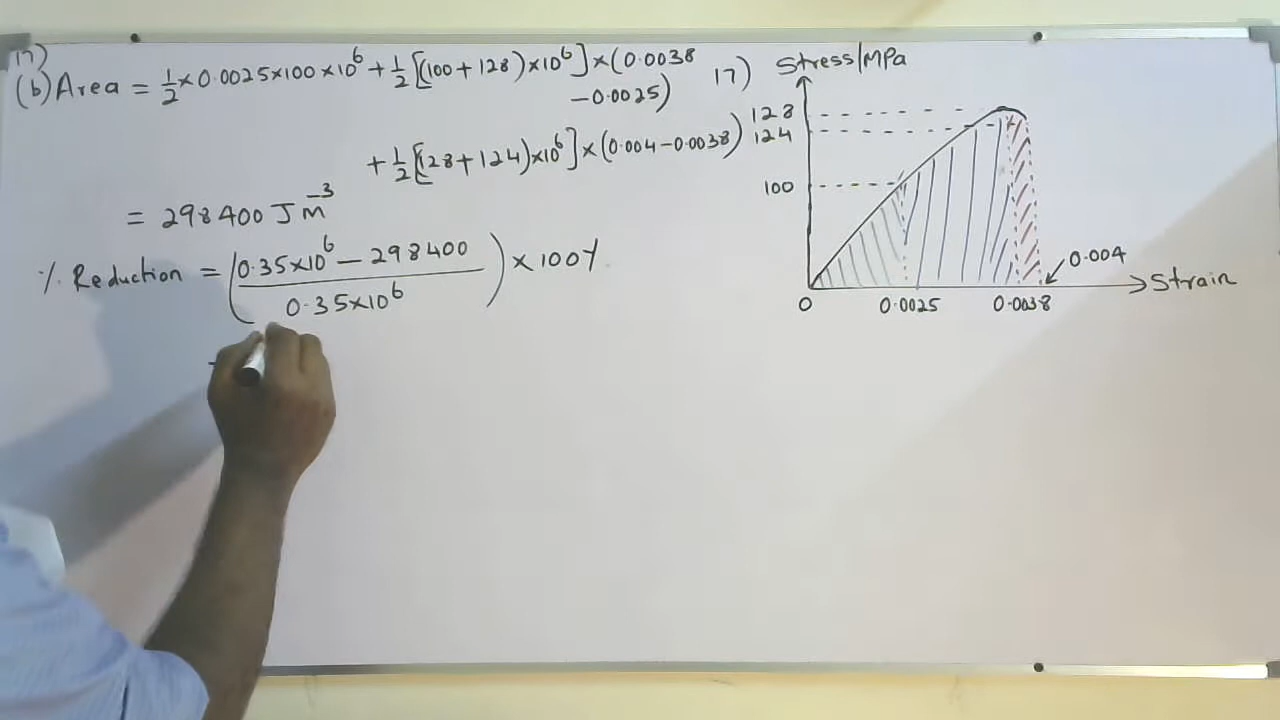 17)
(b) Area = 1/2 × 0.0025 × 100 × 10⁶ + 1/2 [(100 + 128) × 10⁶] × (0.0038
− 0.0025)
+ 1/2 [128 + 124) × 10⁶] × (0.004 − 0.0038)
= 298400 J m⁻³
% Reduction = (0.35×10⁶ − 298400 / 0.35×10⁶) × 100%
17)
Stress/MPa
128
124
100
0.004
Strain
0
0.0025
0.0038